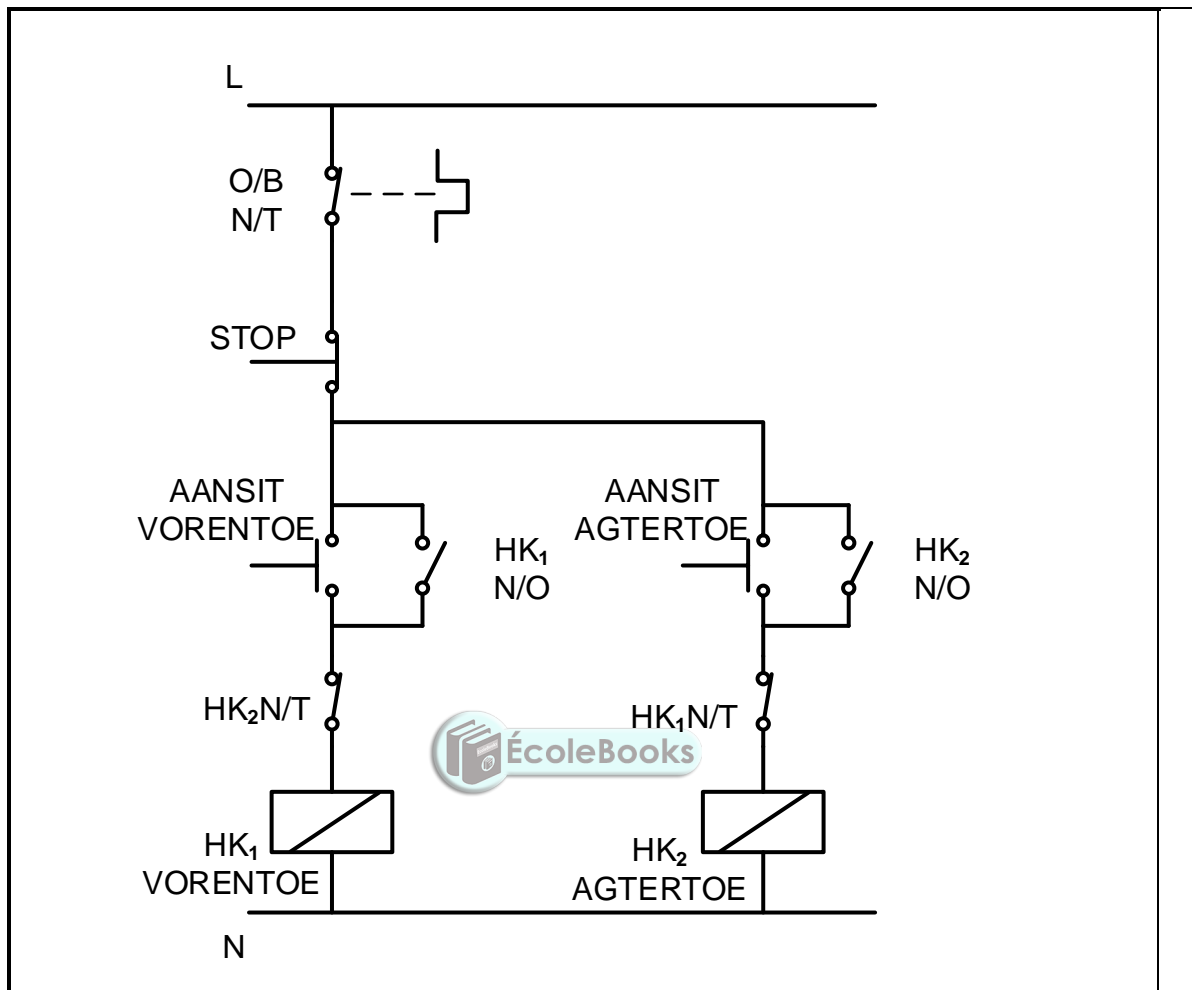 L
O/B
N/T
STOP
AANSIT
VORENTOE
HK₁
N/O
AANSIT
AGTERTOE
HK₂
N/O
HK₂N/T
HK₁N/T
ÉcoleBooks
HK₁
VORENTOE
HK₂
AGTERTOE
N